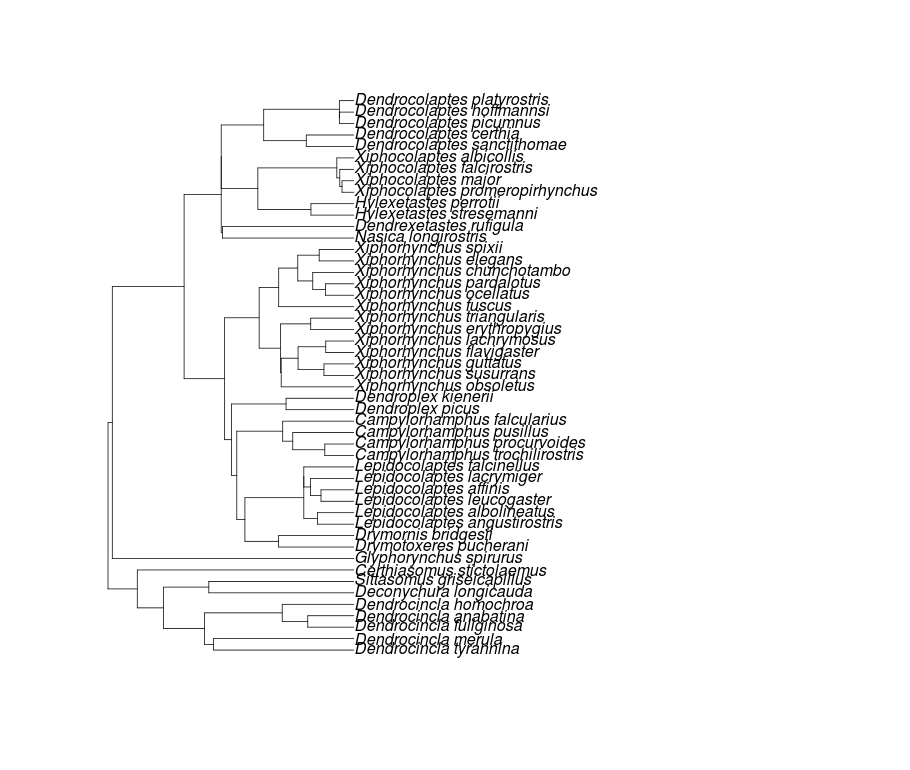 Dendrocolaptes platyrostris
Dendrocolaptes hoffmannsi
Dendrocolaptes picumnus
Dendrocolaptes certhia
Dendrocolaptes sanctithomae
Xiphocolaptes albicollis
Xiphocolaptes falcirostris
Xiphocolaptes major
Xiphocolaptes promeropirhynchus
Hylexetastes perrotii
Hylexetastes stresemanni
Dendrexetastes rufigula
Nasica longirostris
Xiphorhynchus spixii
Xiphorhynchus elegans
Xiphorhynchus chunchotambo
Xiphorhynchus pardalotus
Xiphorhynchus ocellatus
Xiphorhynchus fuscus
Xiphorhynchus triangularis
Xiphorhynchus erythropygius
Xiphorhynchus lachrymosus
Xiphorhynchus flavigaster
Xiphorhynchus guttatus
Xiphorhynchus susurrans
Xiphorhynchus obsoletus
Dendroplex kienerii
Dendroplex picus
Campylorhamphus falcularius
Campylorhamphus pusillus
Campylorhamphus procurvoides
Campylorhamphus trochilirostris
Lepidocolaptes falcinellus
Lepidocolaptes lacrymiger
Lepidocolaptes affinis
Lepidocolaptes leucogaster
Lepidocolaptes albolineatus
Lepidocolaptes angustirostris
Drymornis bridgesii
Drymotoxeres pucherani
Glyphorynchus spirurus
Certhiasomus stictolaemus
Sittasomus griseicapillus
Deconychura longicauda
Dendrocincla homochroa
Dendrocincla anabatina
Dendrocincla fuliginosa
Dendrocincla merula
Dendrocincla tyrannina